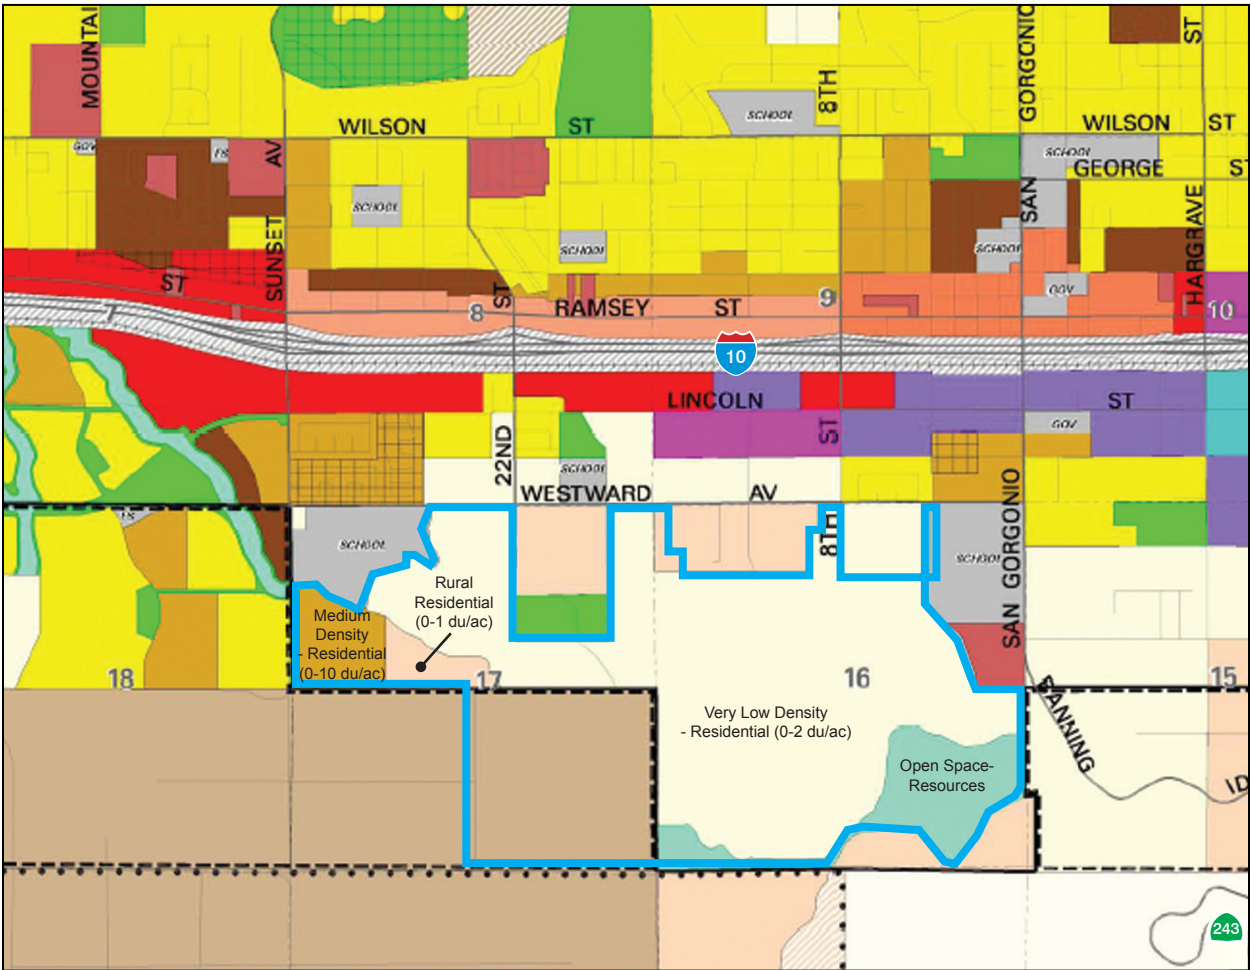 MOUNTAI
8TH
GORGONIO
ST
SCHOOL
WILSON
ST
WILSON
ST
GOV
FS
AV
SCHOOL
GEORGE
ST
SCHOOL
SAN
SUNSET
SCHOOL
SCHOOL
HARGRAVE
ST
ST
GOV
8
RAMSEY
ST
9
10
7
10
LINCOLN
ST
ST
GOV
22ND
SCHOOL
WESTWARD
AV
FS
SCHOOL
8TH
SCHOOL
SAN GORGONIO
Rural
Residential
(0-1 du/ac)
Medium
Density
- Residential
(0-10 du/ac)
18
17
16
15
BANNING
Very Low Density
- Residential (0-2 du/ac)
Open Space-
Resources
ID
243